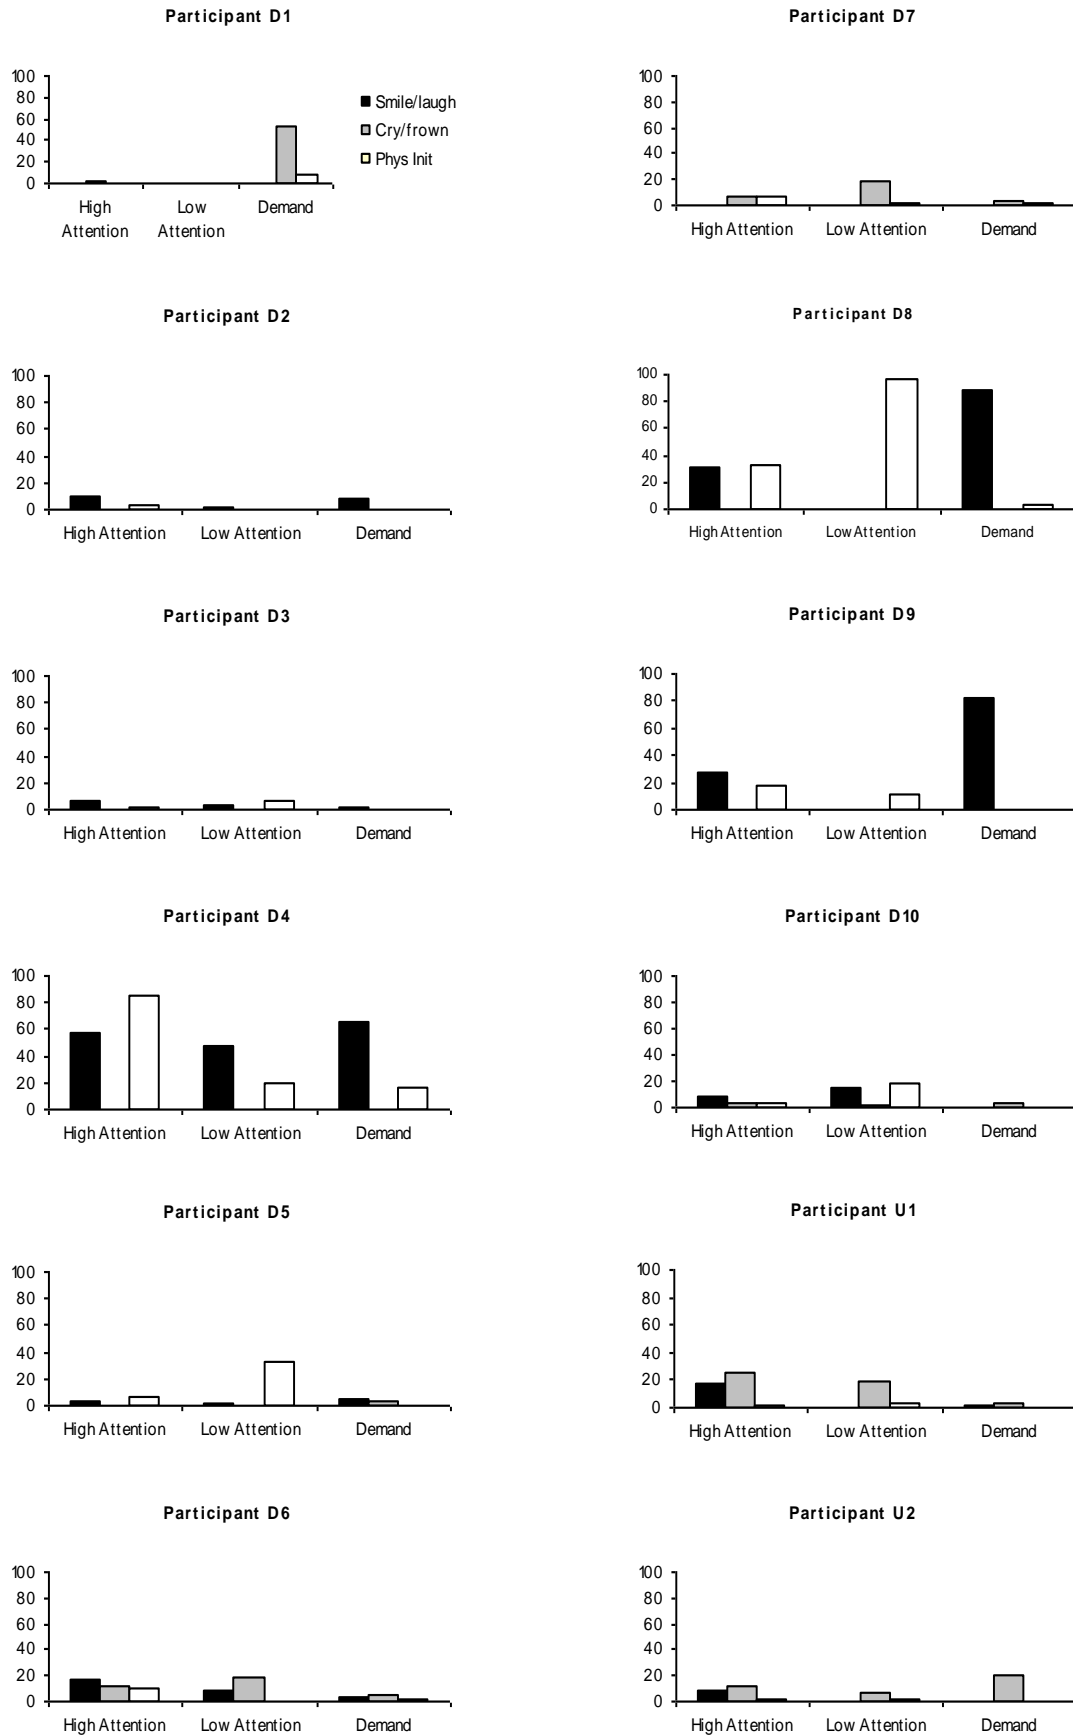 Participant D1
100
80
60
40
20
0
High Attention
Low Attention
Demand
Smile/laugh
Cry/frown
Phys Init
Participant D2
100
80
60
40
20
0
High Attention Low Attention Demand
Participant D3
100
80
60
40
20
0
High Attention Low Attention Demand
Participant D4
100
80
60
40
20
0
High Attention Low Attention Demand
Participant D5
100
80
60
40
20
0
High Attention Low Attention Demand
Participant D6
100
80
60
40
20
0
High Attention Low Attention Demand
Participant D7
100
80
60
40
20
0
High Attention Low Attention Demand
Participant D8
100
80
60
40
20
0
High Attention Low Attention Demand
Participant D9
100
80
60
40
20
0
High Attention Low Attention Demand
Participant D10
100
80
60
40
20
0
High Attention Low Attention Demand
Participant U1
100
80
60
40
20
0
High Attention Low Attention Demand
Participant U2
100
80
60
40
20
0
High Attention Low Attention Demand